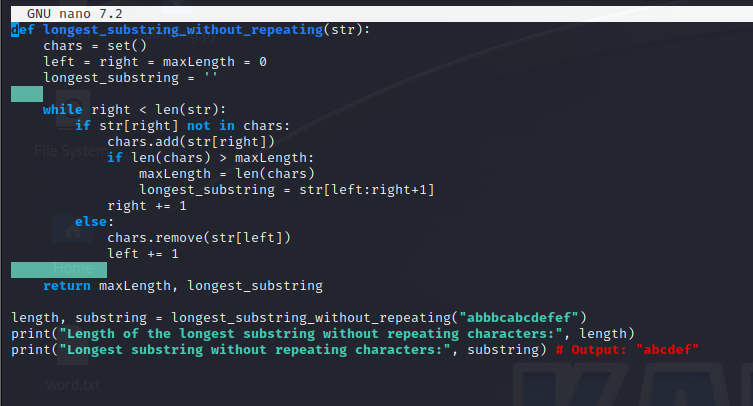 GNU nano 7.2
def longest_substring_without_repeating(str):
    chars = set()
    left = right = maxLength = 0
    longest_substring = ''
    while right < len(str):
        if str[right] not in chars:
            chars.add(str[right])
            if len(chars) > maxLength:
                maxLength = len(chars)
                longest_substring = str[left:right+1]
            right += 1
        else:
            chars.remove(str[left])
            left += 1
    return maxLength, longest_substring
length, substring = longest_substring_without_repeating("abbbcabcdefef")
print("Length of the longest substring without repeating characters:", length)
print("Longest substring without repeating characters:", substring) # Output: "abcdef"
File System
Home
word.txt